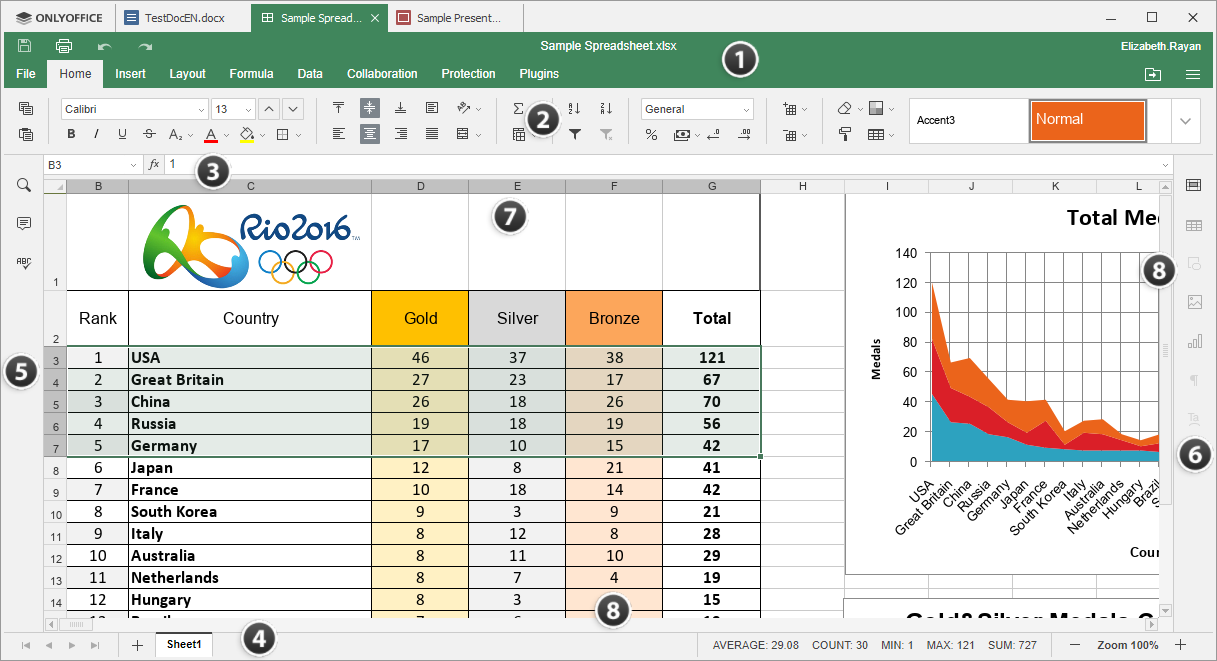 ONLYOFFICE TestDocEN.docx Sample Spread... Sample Present...
Sample Spreadsheet.xlsx Elizabeth.Rayan
1
File Home Insert Layout Formula Data Collaboration Protection Plugins
Calibri 13 General
Accent3 Normal
2
B3 fx 1
3
B C D E F G H I J K L
7
1 Rio2016™
Total Med
8
2 Rank Country Gold Silver Bronze Total
3 1 USA 46 37 38 121
4 2 Great Britain 27 23 17 67
5 3 China 26 18 26 70
6 4 Russia 19 18 19 56
7 5 Germany 17 10 15 42
8 6 Japan 12 8 21 41
9 7 France 10 18 14 42
10 8 South Korea 9 3 9 21
11 9 Italy 8 12 8 28
12 10 Australia 8 11 10 29
13 11 Netherlands 8 7 4 19
14 12 Hungary 8 3 15
5
8
140
120
100
80
60
40
20
0
Medals
USA
Great Britain
China
Russia
Germany
Japan
France
South Korea
Italy
Australia
Netherlands
Hungary
Brazil
Coun
6
ABC
Ta
Gold&Silver Medals C
Sheet1
4
AVERAGE: 29.08 COUNT: 30 MIN: 1 MAX: 121 SUM: 727 Zoom 100%